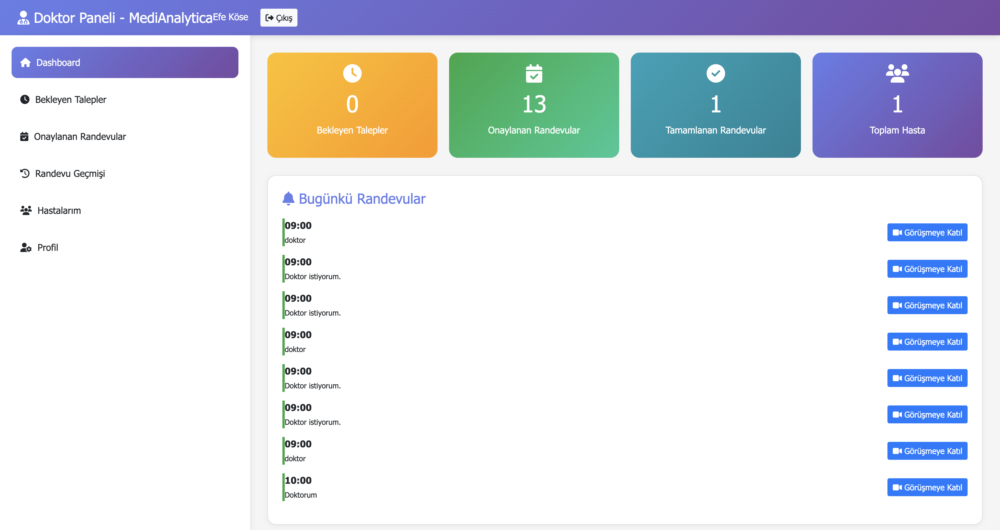 Doktor Paneli - MediAnalytica Efe Köse Çıkış
Dashboard
Bekleyen Talepler
Onaylanan Randevular
Randevu Geçmişi
Hastalarım
Profil
0
Bekleyen Talepler
13
Onaylanan Randevular
1
Tamamlanan Randevular
1
Toplam Hasta
Bugünkü Randevular
09:00
doktor
Görüşmeye Katıl
09:00
Doktor istiyorum.
Görüşmeye Katıl
09:00
Doktor istiyorum.
Görüşmeye Katıl
09:00
doktor
Görüşmeye Katıl
09:00
Doktor istiyorum.
Görüşmeye Katıl
09:00
Doktor istiyorum.
Görüşmeye Katıl
09:00
doktor
Görüşmeye Katıl
10:00
Doktorum
Görüşmeye Katıl